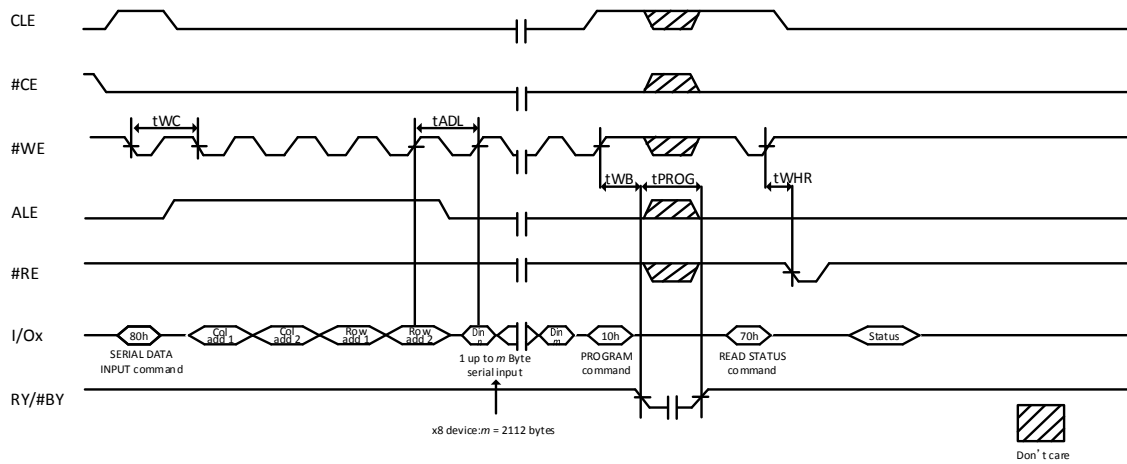 CLE
#CE
tWC
tADL
#WE
tWB
tPROG
tWHR
ALE
#RE
I/Ox
80h
Col
add 1
Col
add 2
Row
add 1
Row
add 2
Din
n
Din
m
10h
70h
Status
SERIAL DATA
INPUT command
1 up to m Byte
serial input
PROGRAM
command
READ STATUS
command
RY/#BY
x8 device:m = 2112 bytes
Don't care